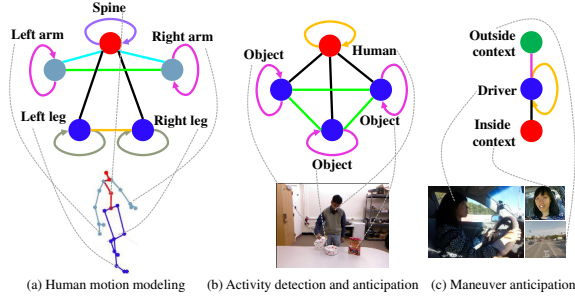 Spine
Left arm
Right arm
Left leg
Right leg
(a) Human motion modeling
Object
Human
Object
Object
(b) Activity detection and anticipation
Outside
context
Driver
Inside
context
(c) Maneuver anticipation